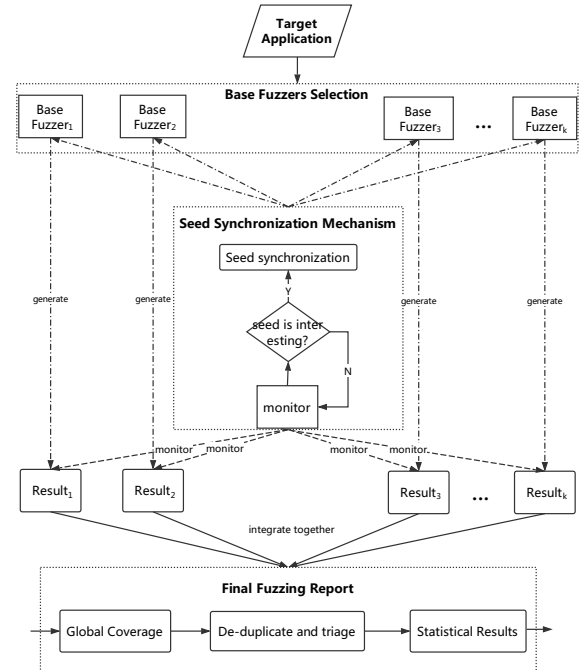 Target
Application
Base Fuzzers Selection
Base
Fuzzer₁
Base
Fuzzer₂
Base
Fuzzer₃
...
Base
Fuzzerₖ
Seed Synchronization Mechanism
Seed synchronization
Y
seed is inter
esting?
N
monitor
generate
generate
generate
generate
monitor
monitor
monitor
monitor
Result₁
Result₂
Result₃
...
Resultₖ
integrate together
Final Fuzzing Report
Global Coverage
De-duplicate and triage
Statistical Results